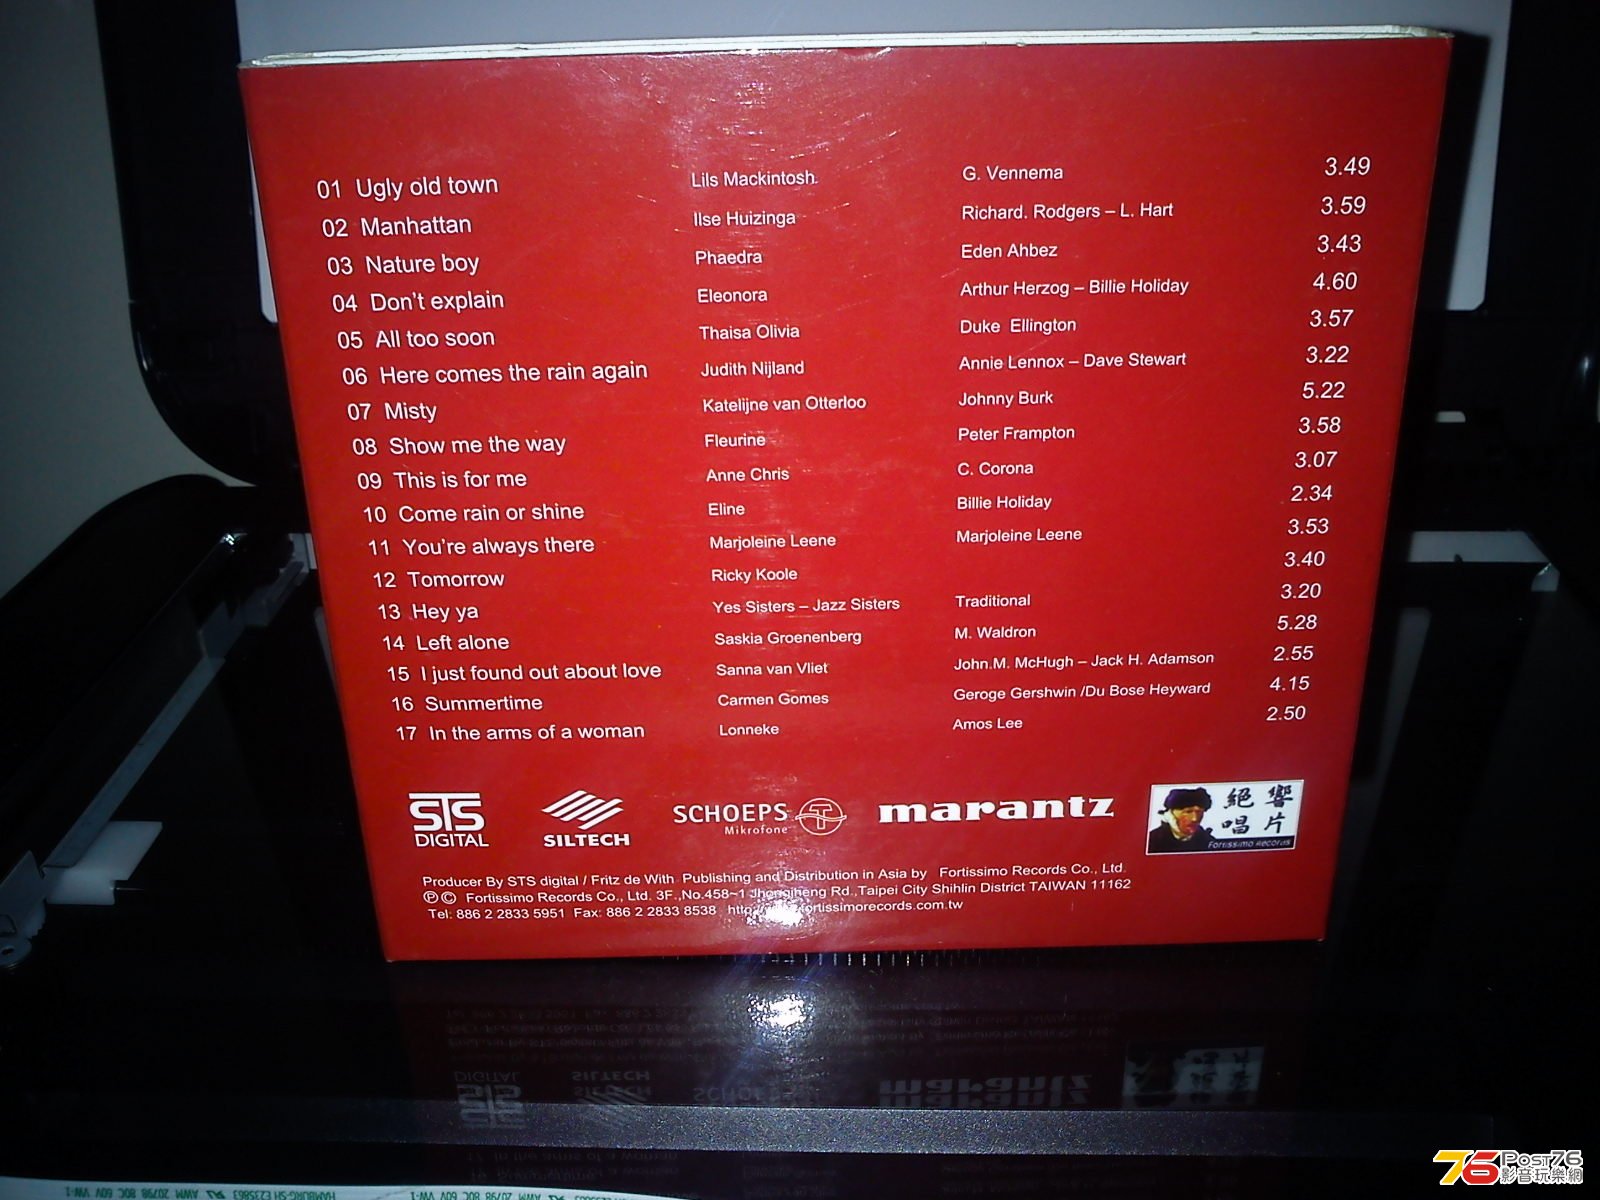 01 Ugly old town Lils Mackintosh. G. Vennema 3.49
02 Manhattan Ilse Huizinga Richard. Rodgers – L. Hart 3.59
03 Nature boy Phaedra Eden Ahbez 3.43
04 Don't explain Eleonora Arthur Herzog – Billie Holiday 4.60
05 All too soon Thaisa Olivia Duke Ellington 3.57
06 Here comes the rain again Judith Nijland Annie Lennox – Dave Stewart 3.22
07 Misty Katelijne van Otterloo Johnny Burk 5.22
08 Show me the way Fleurine Peter Frampton 3.58
09 This is for me Anne Chris C. Corona 3.07
10 Come rain or shine Eline Billie Holiday 2.34
11 You're always there Marjoleine Leene Marjoleine Leene 3.53
12 Tomorrow Ricky Koole 3.40
13 Hey ya Yes Sisters – Jazz Sisters Traditional 3.20
14 Left alone Saskia Groenenberg M. Waldron 5.28
15 I just found out about love Sanna van Vliet John.M. McHugh – Jack H. Adamson 2.55
16 Summertime Carmen Gomes Geroge Gershwin /Du Bose Heyward 4.15
17 In the arms of a woman Lonneke Amos Lee 2.50
STS DIGITAL
SILTECH
SCHOEPS Mikrofone
marantz
絕響唱片
Fortissimo Records
Producer By STS digital / Fritz de With Publishing and Distribution in Asia by Fortissimo Records Co., Ltd.
℗© Fortissimo Records Co., Ltd. 3F.,No.458~1 Jhongjheng Rd.,Taipei City Shihlin District TAIWAN 11162
Tel: 886 2 2833 5951 Fax: 886 2 2833 8538 fortissimorecords.com.tw
76 Post76
影音玩樂網